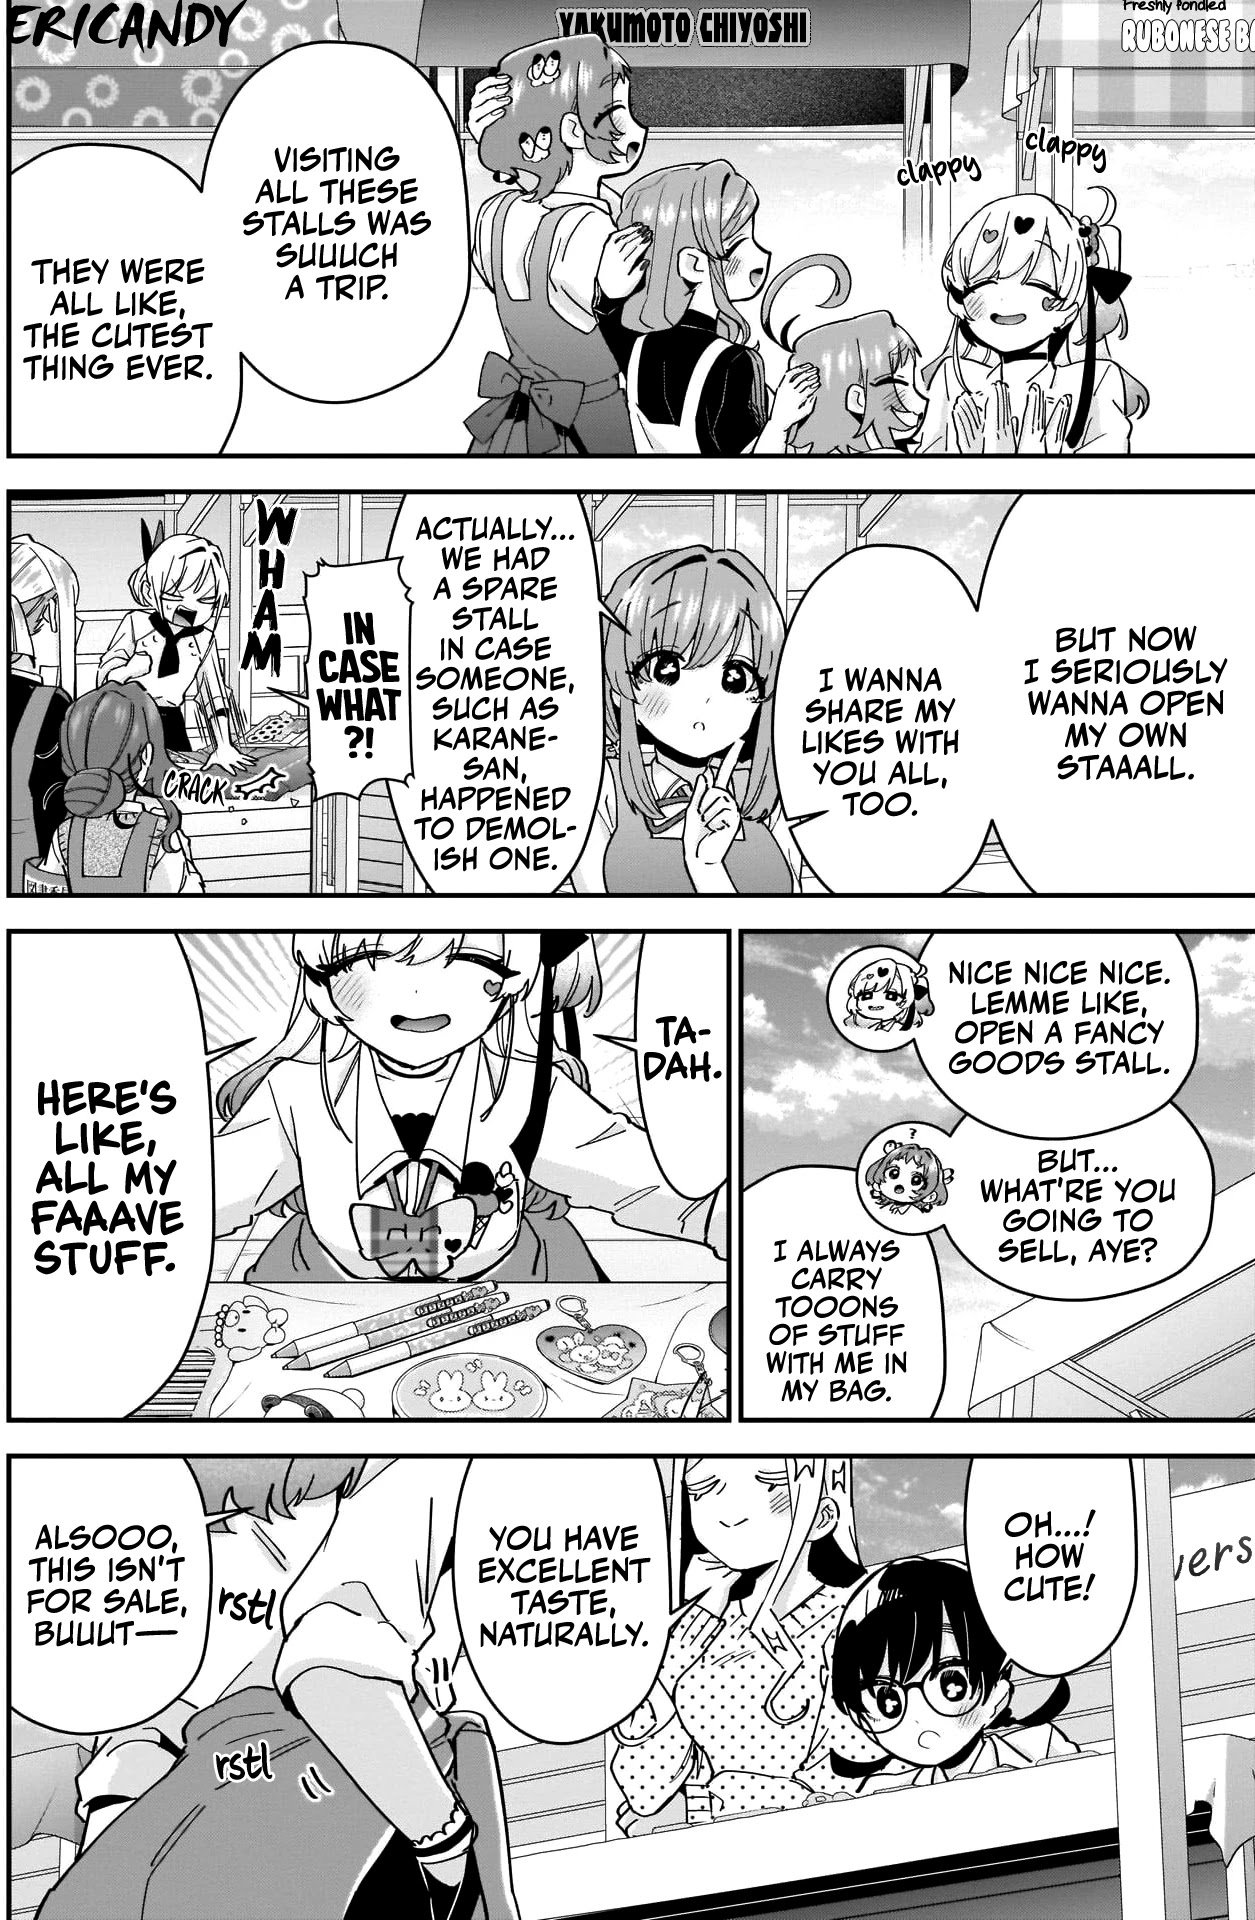 ERICANDY
YAKUMOTO CHIYOSHI
Freshly fondled
RUBONESE BA
clappy
clappy
VISITING
ALL THESE
STALLS WAS
SUUUCH
A TRIP.
THEY WERE
ALL LIKE,
THE CUTEST
THING EVER.
BUT NOW
I SERIOUSLY
WANNA OPEN
MY OWN
STAAALL.
I WANNA
SHARE MY
LIKES WITH
YOU ALL,
TOO.
ACTUALLY...
WE HAD
A SPARE
STALL
IN CASE
SOMEONE,
SUCH AS
KARANE-
SAN,
HAPPENED
TO DEMOL-
ISH ONE.
IN
CASE
WHAT
?!
WHAM
CRACK
NICE NICE NICE.
LEMME LIKE,
OPEN A FANCY
GOODS STALL.
?
BUT...
WHAT'RE YOU
GOING TO
SELL, AYE?
I ALWAYS
CARRY
TOOONS
OF STUFF
WITH ME IN
MY BAG.
TA-
DAH.
HERE'S
LIKE,
ALL MY
FAAAVE
STUFF.
OH...!
HOW
CUTE!
vers
YOU HAVE
EXCELLENT
TASTE,
NATURALLY.
ALSOOO,
THIS ISN'T
FOR SALE,
BUUUT—
rstl
rstl